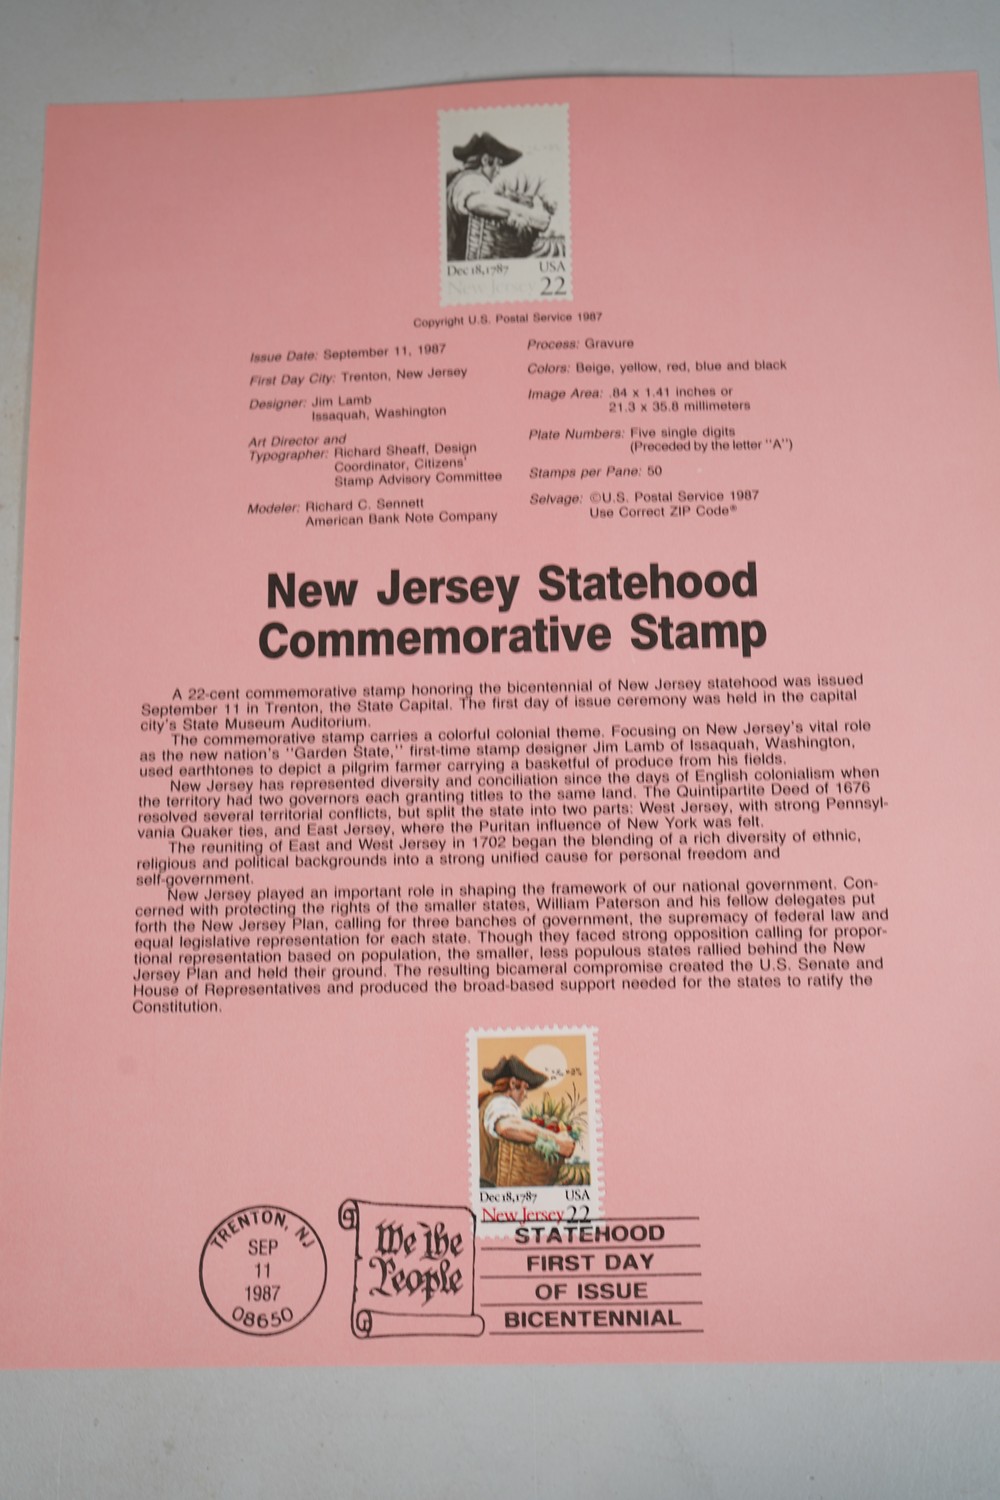 Dec 18, 1787 USA
New Jersey 22
Copyright U.S. Postal Service 1987
Issue Date: September 11, 1987
First Day City: Trenton, New Jersey
Designer: Jim Lamb
Issaquah, Washington
Art Director and
Typographer: Richard Sheaff, Design
Coordinator, Citizens'
Stamp Advisory Committee
Modeler: Richard C. Sennett
American Bank Note Company
Process: Gravure
Colors: Beige, yellow, red, blue and black
Image Area: .84 x 1.41 inches or
21.3 x 35.8 millimeters
Plate Numbers: Five single digits
(Preceded by the letter "A")
Stamps per Pane: 50
Selvage: ©U.S. Postal Service 1987
Use Correct ZIP Code®
New Jersey Statehood
Commemorative Stamp
A 22-cent commemorative stamp honoring the bicentennial of New Jersey statehood was issued
September 11 in Trenton, the State Capital. The first day of issue ceremony was held in the capital
city's State Museum Auditorium.
The commemorative stamp carries a colorful colonial theme. Focusing on New Jersey's vital role
as the new nation's "Garden State," first-time stamp designer Jim Lamb of Issaquah, Washington,
used earthtones to depict a pilgrim farmer carrying a basketful of produce from his fields.
New Jersey has represented diversity and conciliation since the days of English colonialism when
the territory had two governors each granting titles to the same land. The Quintipartite Deed of 1676
resolved several territorial conflicts, but split the state into two parts: West Jersey, with strong Pennsyl-
vania Quaker ties, and East Jersey, where the Puritan influence of New York was felt.
The reuniting of East and West Jersey in 1702 began the blending of a rich diversity of ethnic,
religious and political backgrounds into a strong unified cause for personal freedom and
self-government.
New Jersey played an important role in shaping the framework of our national government. Con-
cerned with protecting the rights of the smaller states, William Paterson and his fellow delegates put
forth the New Jersey Plan, calling for three banches of government, the supremacy of federal law and
equal legislative representation for each state. Though they faced strong opposition calling for propor-
tional representation based on population, the smaller, less populous states rallied behind the New
Jersey Plan and held their ground. The resulting bicameral compromise created the U.S. Senate and
House of Representatives and produced the broad-based support needed for the states to ratify the
Constitution.
Dec 18, 1787 USA
New Jersey 22
TRENTON, NJ
SEP
11
1987
08650
We the
People
STATEHOOD
FIRST DAY
OF ISSUE
BICENTENNIAL